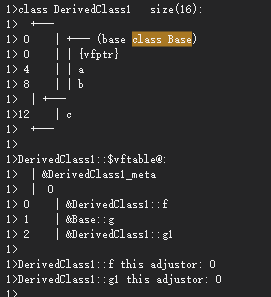 1>class DerivedClass1   size(16):
1>  +---
1> 0    | +--- (base class Base)
1> 0    | | {vfptr}
1> 4    | | a
1> 8    | | b
1>  | +---
1>12    | c
1>  +---
1>
1>DerivedClass1::$vftable@:
1>  | &DerivedClass1_meta
1>  |  0
1> 0    | &DerivedClass1::f
1> 1    | &Base::g
1> 2    | &DerivedClass1::g1
1>
1>DerivedClass1::f this adjustor: 0
1>DerivedClass1::g1 this adjustor: 0
1>